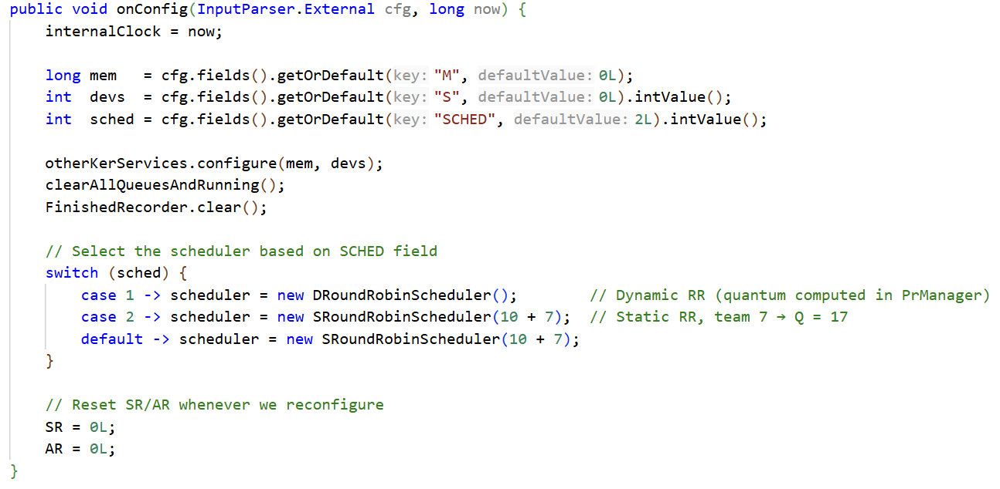 public void onConfig(InputParser.External cfg, long now) {
    internalClock = now;

    long mem   = cfg.fields().getOrDefault(key: "M", defaultValue: 0L);
    int  devs  = cfg.fields().getOrDefault(key: "S", defaultValue: 0L).intValue();
    int  sched = cfg.fields().getOrDefault(key: "SCHED", defaultValue: 2L).intValue();

    otherKerServices.configure(mem, devs);
    clearAllQueuesAndRunning();
    FinishedRecorder.clear();

    // Select the scheduler based on SCHED field
    switch (sched) {
        case 1 -> scheduler = new DRoundRobinScheduler();        // Dynamic RR (quantum computed in PrManager)
        case 2 -> scheduler = new SRoundRobinScheduler(10 + 7);  // Static RR, team 7 → Q = 17
        default -> scheduler = new SRoundRobinScheduler(10 + 7);
    }

    // Reset SR/AR whenever we reconfigure
    SR = 0L;
    AR = 0L;
}